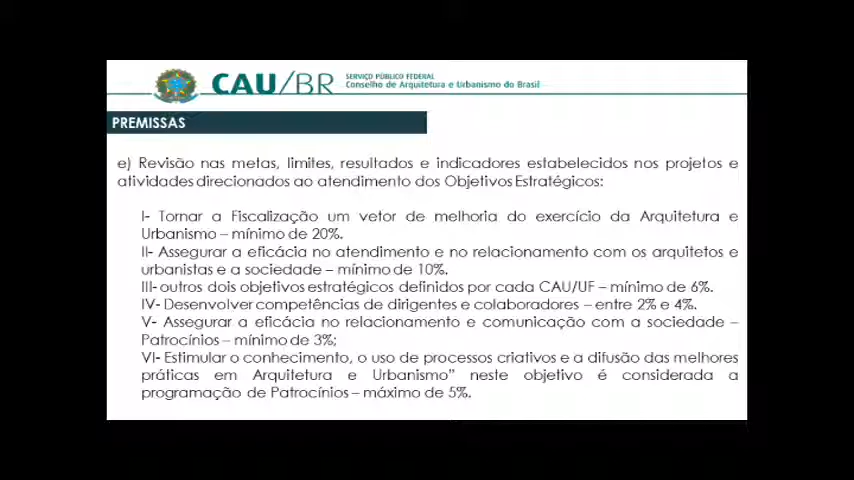 CAU/BR
SERVIÇO PÚBLICO FEDERAL
Conselho de Arquitetura e Urbanismo do Brasil
PREMISSAS
e) Revisão nas metas, limites, resultados e indicadores estabelecidos nos projetos e
atividades direcionados ao atendimento dos Objetivos Estratégicos:
I- Tornar a Fiscalização um vetor de melhoria do exercício da Arquitetura e
Urbanismo – mínimo de 20%.
II- Assegurar a eficácia no atendimento e no relacionamento com os arquitetos e
urbanistas e a sociedade – mínimo de 10%.
III- outros dois objetivos estratégicos definidos por cada CAU/UF – mínimo de 6%.
IV- Desenvolver competências de dirigentes e colaboradores – entre 2% e 4%.
V- Assegurar a eficácia no relacionamento e comunicação com a sociedade –
Patrocínios – mínimo de 3%;
VI- Estimular o conhecimento, o uso de processos criativos e a difusão das melhores
práticas em Arquitetura e Urbanismo” neste objetivo é considerada a
programação de Patrocínios – máximo de 5%.